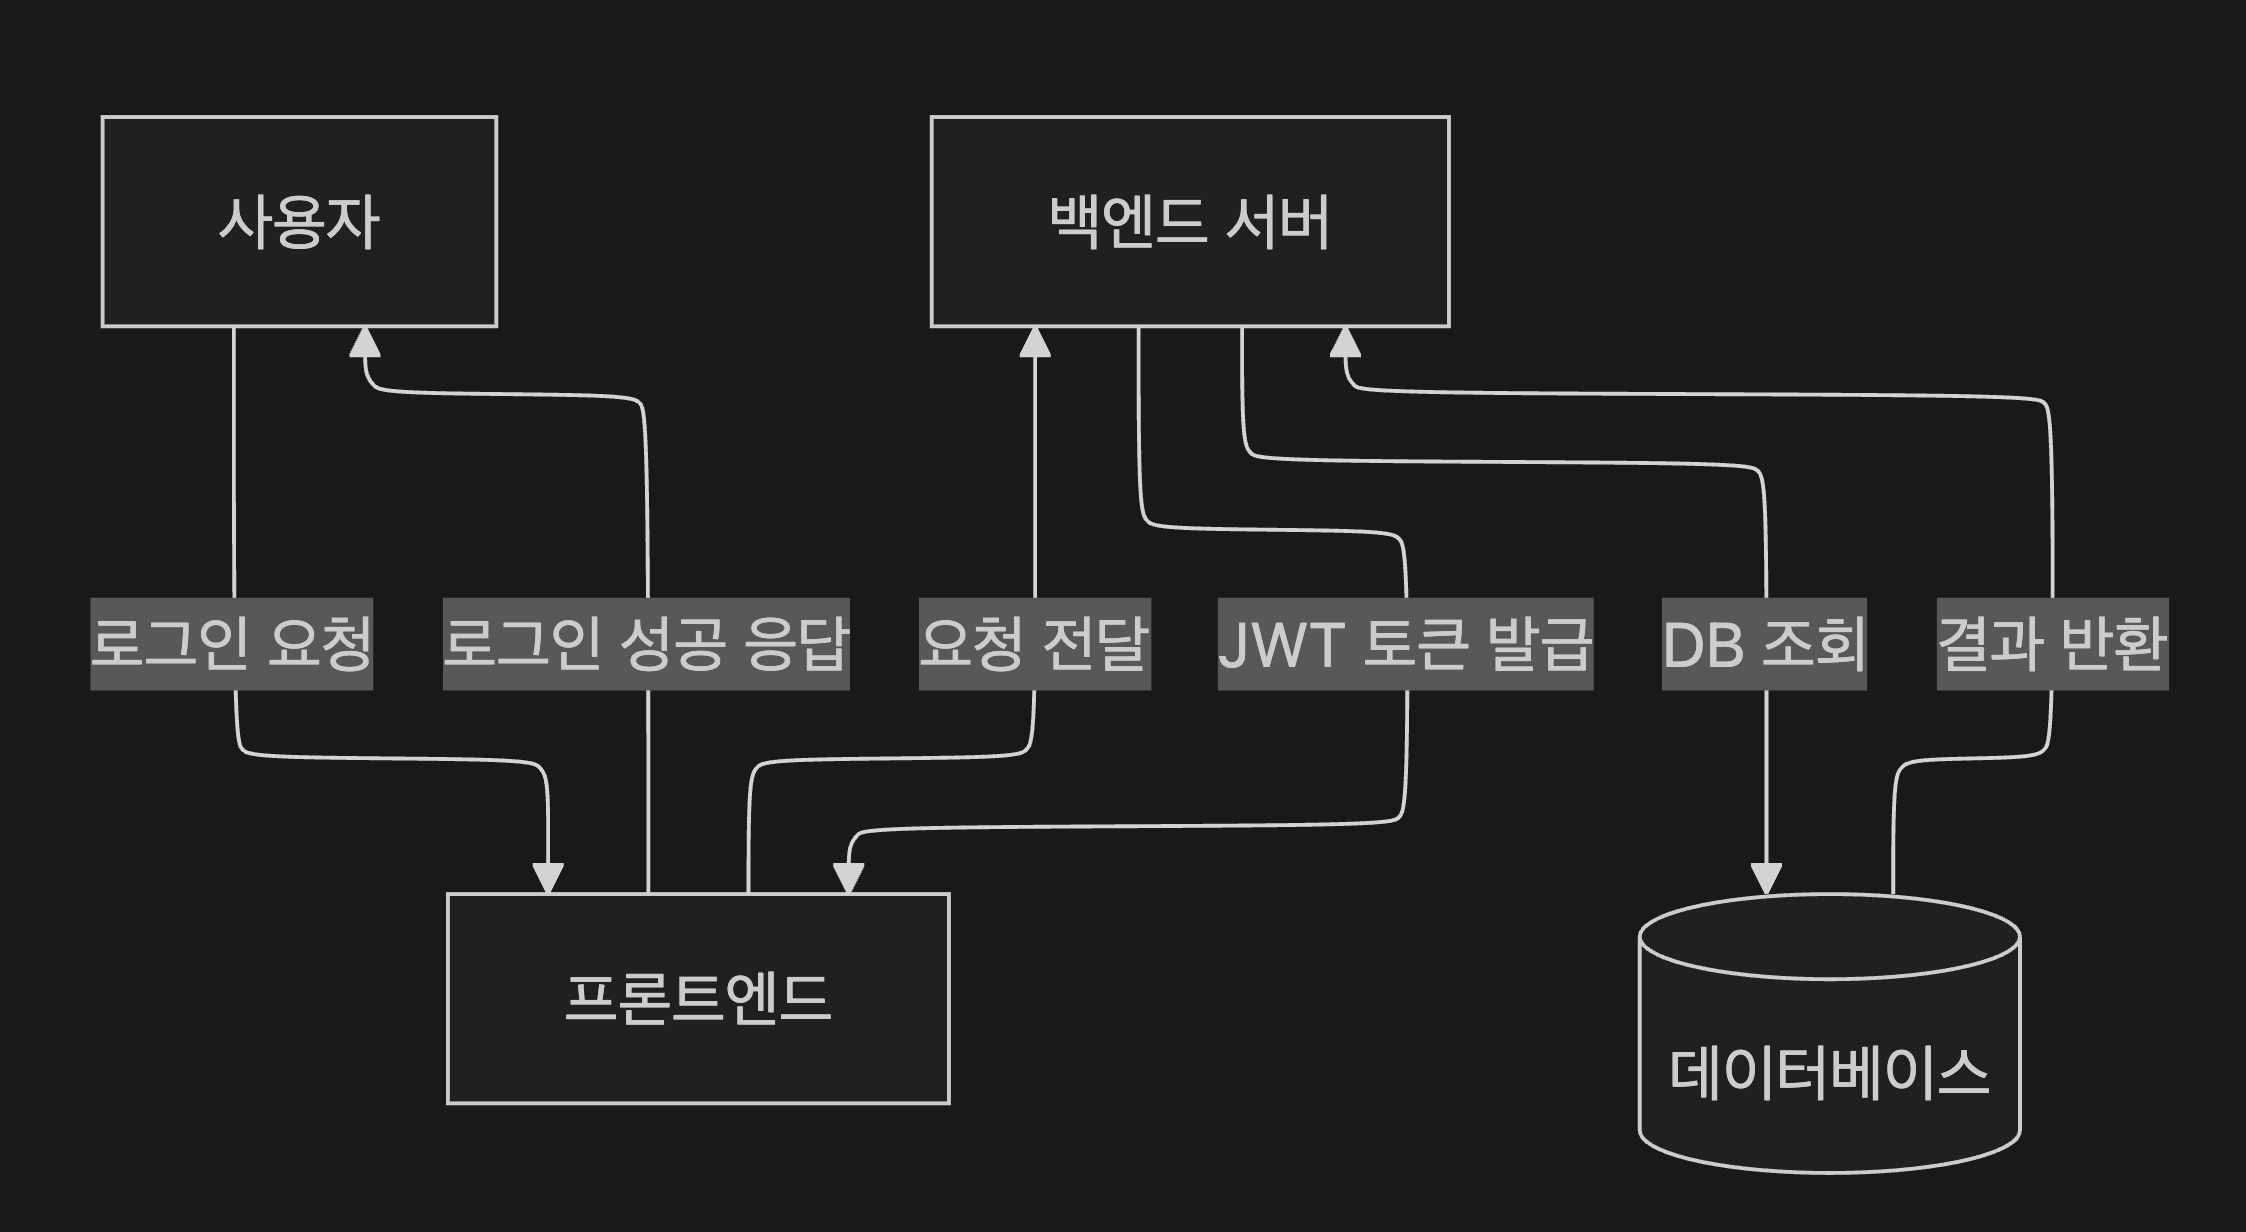 사용자
백엔드 서버
로그인 요청
로그인 성공 응답
요청 전달
JWT 토큰 발급
DB 조회
결과 반환
프론트엔드
데이터베이스